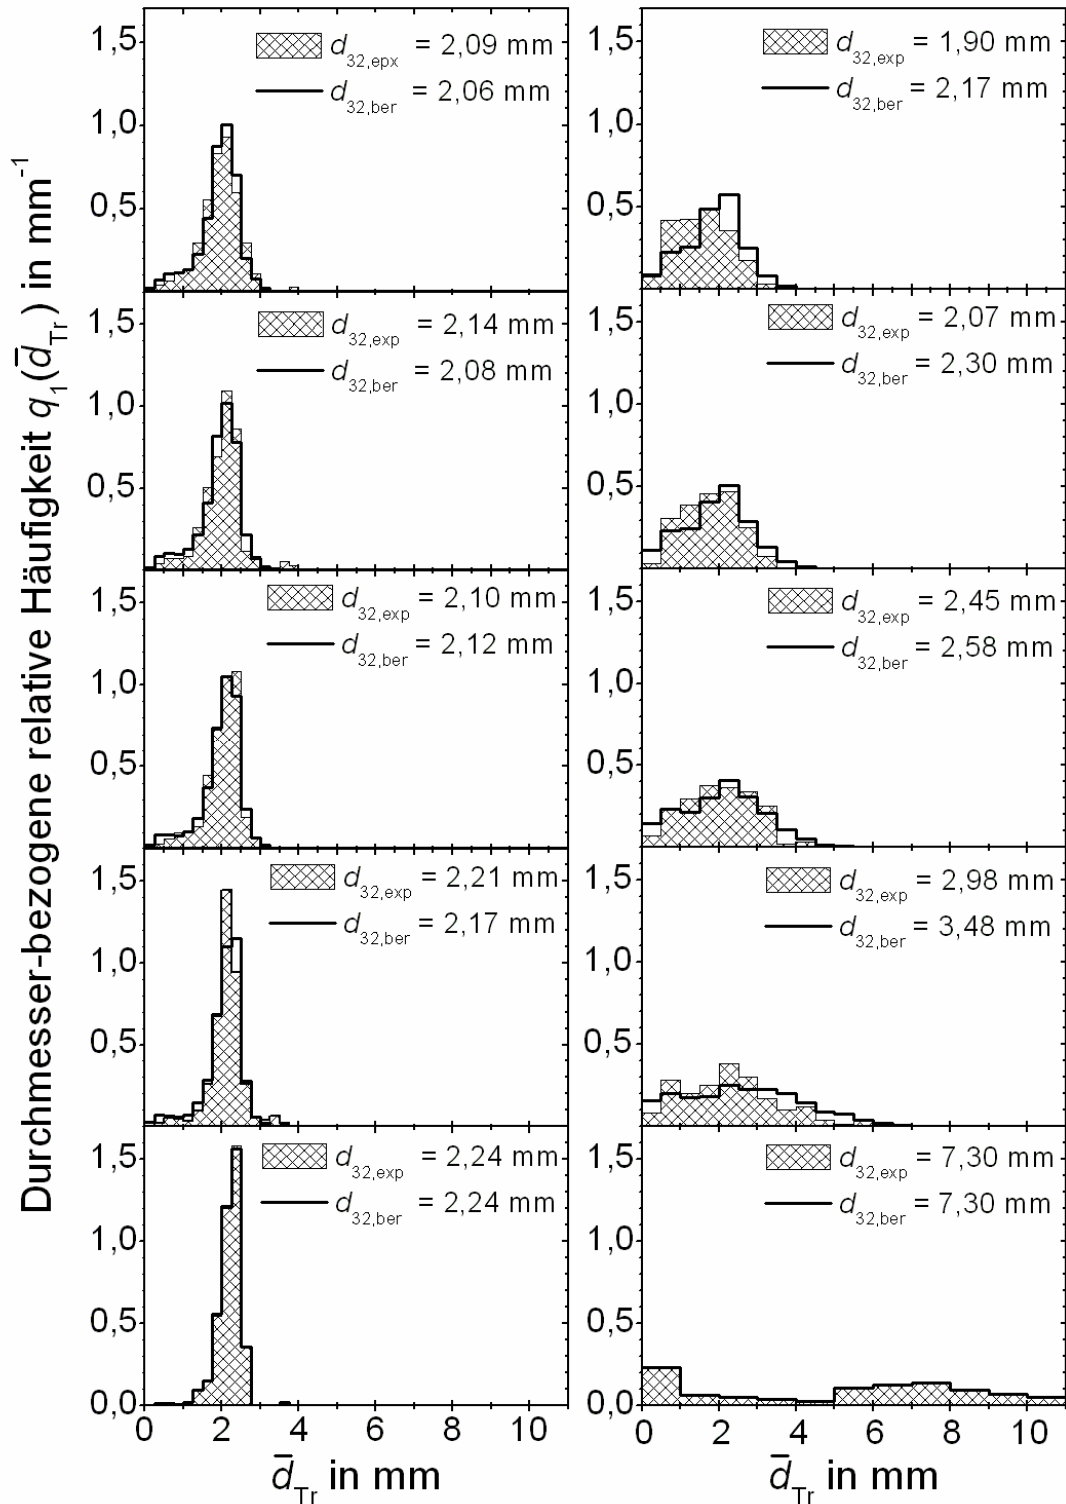 Durchmesser-bezogene relative Häufigkeit q₁(d̅_Tr) in mm⁻¹
1,5
1,0
0,5
d₃₂,epx = 2,09 mm
d₃₂,ber = 2,06 mm
1,5
1,0
0,5
d₃₂,exp = 2,14 mm
d₃₂,ber = 2,08 mm
1,5
1,0
0,5
d₃₂,exp = 2,10 mm
d₃₂,ber = 2,12 mm
1,5
1,0
0,5
d₃₂,exp = 2,21 mm
d₃₂,ber = 2,17 mm
1,5
1,0
0,5
0,0
d₃₂,exp = 2,24 mm
d₃₂,ber = 2,24 mm
0 2 4 6 8 10
d̅_Tr in mm
1,5
1,0
0,5
d₃₂,exp = 1,90 mm
d₃₂,ber = 2,17 mm
1,5
1,0
0,5
d₃₂,exp = 2,07 mm
d₃₂,ber = 2,30 mm
1,5
1,0
0,5
d₃₂,exp = 2,45 mm
d₃₂,ber = 2,58 mm
1,5
1,0
0,5
d₃₂,exp = 2,98 mm
d₃₂,ber = 3,48 mm
1,5
1,0
0,5
0,0
d₃₂,exp = 7,30 mm
d₃₂,ber = 7,30 mm
0 2 4 6 8 10
d̅_Tr in mm